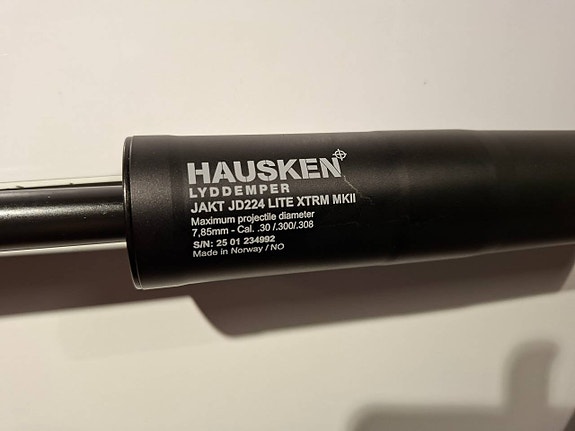 HAUSKEN
LYDDEMPER
JAKT JD224 LITE XTRM MKII
Maximum projectile diameter
7,85mm - Cal. .30 /.300/.308
S/N: 25 01 234992
Made in Norway / NO